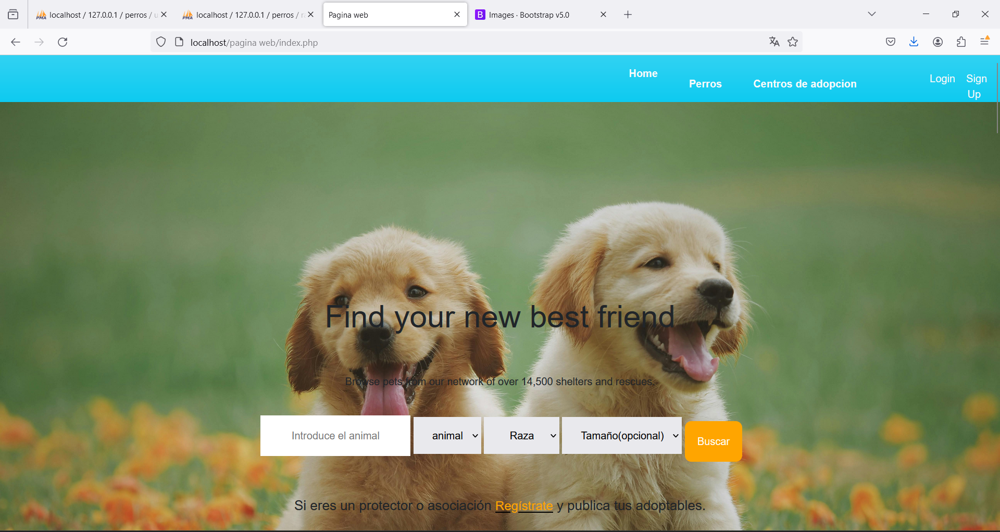 localhost / 127.0.0.1 / perros / u
localhost / 127.0.0.1 / perros / ra
Pagina web
B Images · Bootstrap v5.0
localhost/pagina web/index.php
Home
Perros
Centros de adopcion
Login
Sign
Up
Find your new best friend
Browse pets from our network of over 14,500 shelters and rescues.
Introduce el animal
animal
Raza
Tamaño(opcional)
Buscar
Si eres un protector o asociación Regístrate y publica tus adoptables.